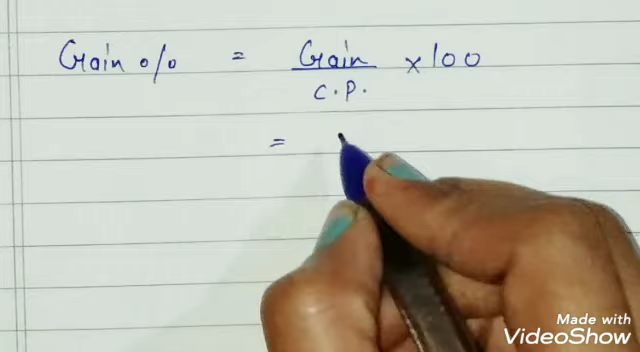 Gain % = Gain / C.P. × 100
=
Made with
VideoShow